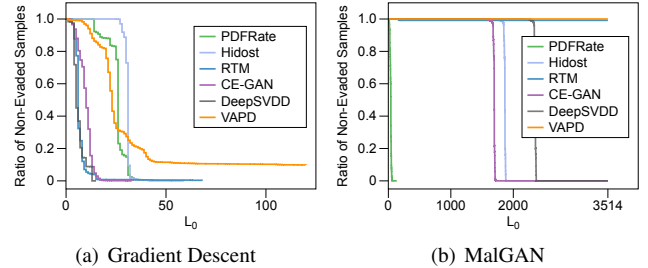 Ratio of Non-Evaded Samples
1.0
0.8
0.6
0.4
0.2
0
0
50
100
L0
PDFRate
Hidost
RTM
CE-GAN
DeepSVDD
VAPD
(a) Gradient Descent
Ratio of Non-Evaded Samples
1.0
0.8
0.6
0.4
0.2
0
0
1000
2000
3514
L0
PDFRate
Hidost
RTM
CE-GAN
DeepSVDD
VAPD
(b) MalGAN